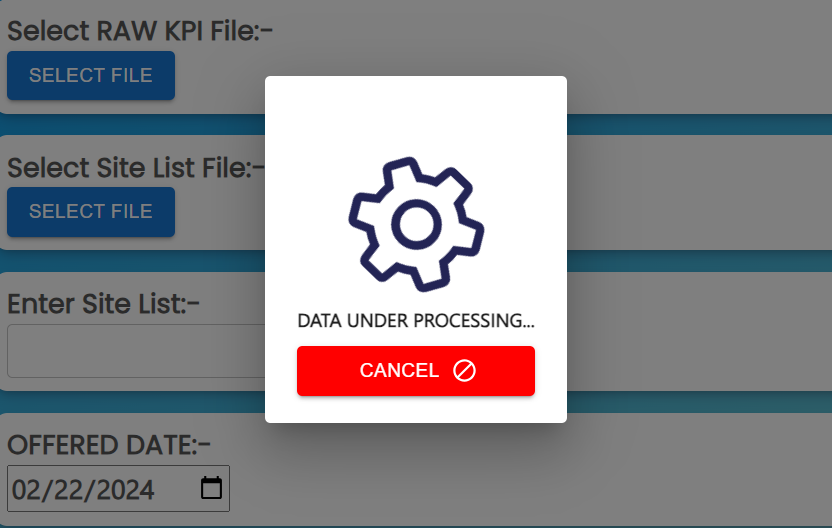 Select RAW KPI File:-
SELECT FILE
Select Site List File:-
SELECT FILE
Enter Site List:-
OFFERED DATE:-
02/22/2024
DATA UNDER PROCESSING...
CANCEL